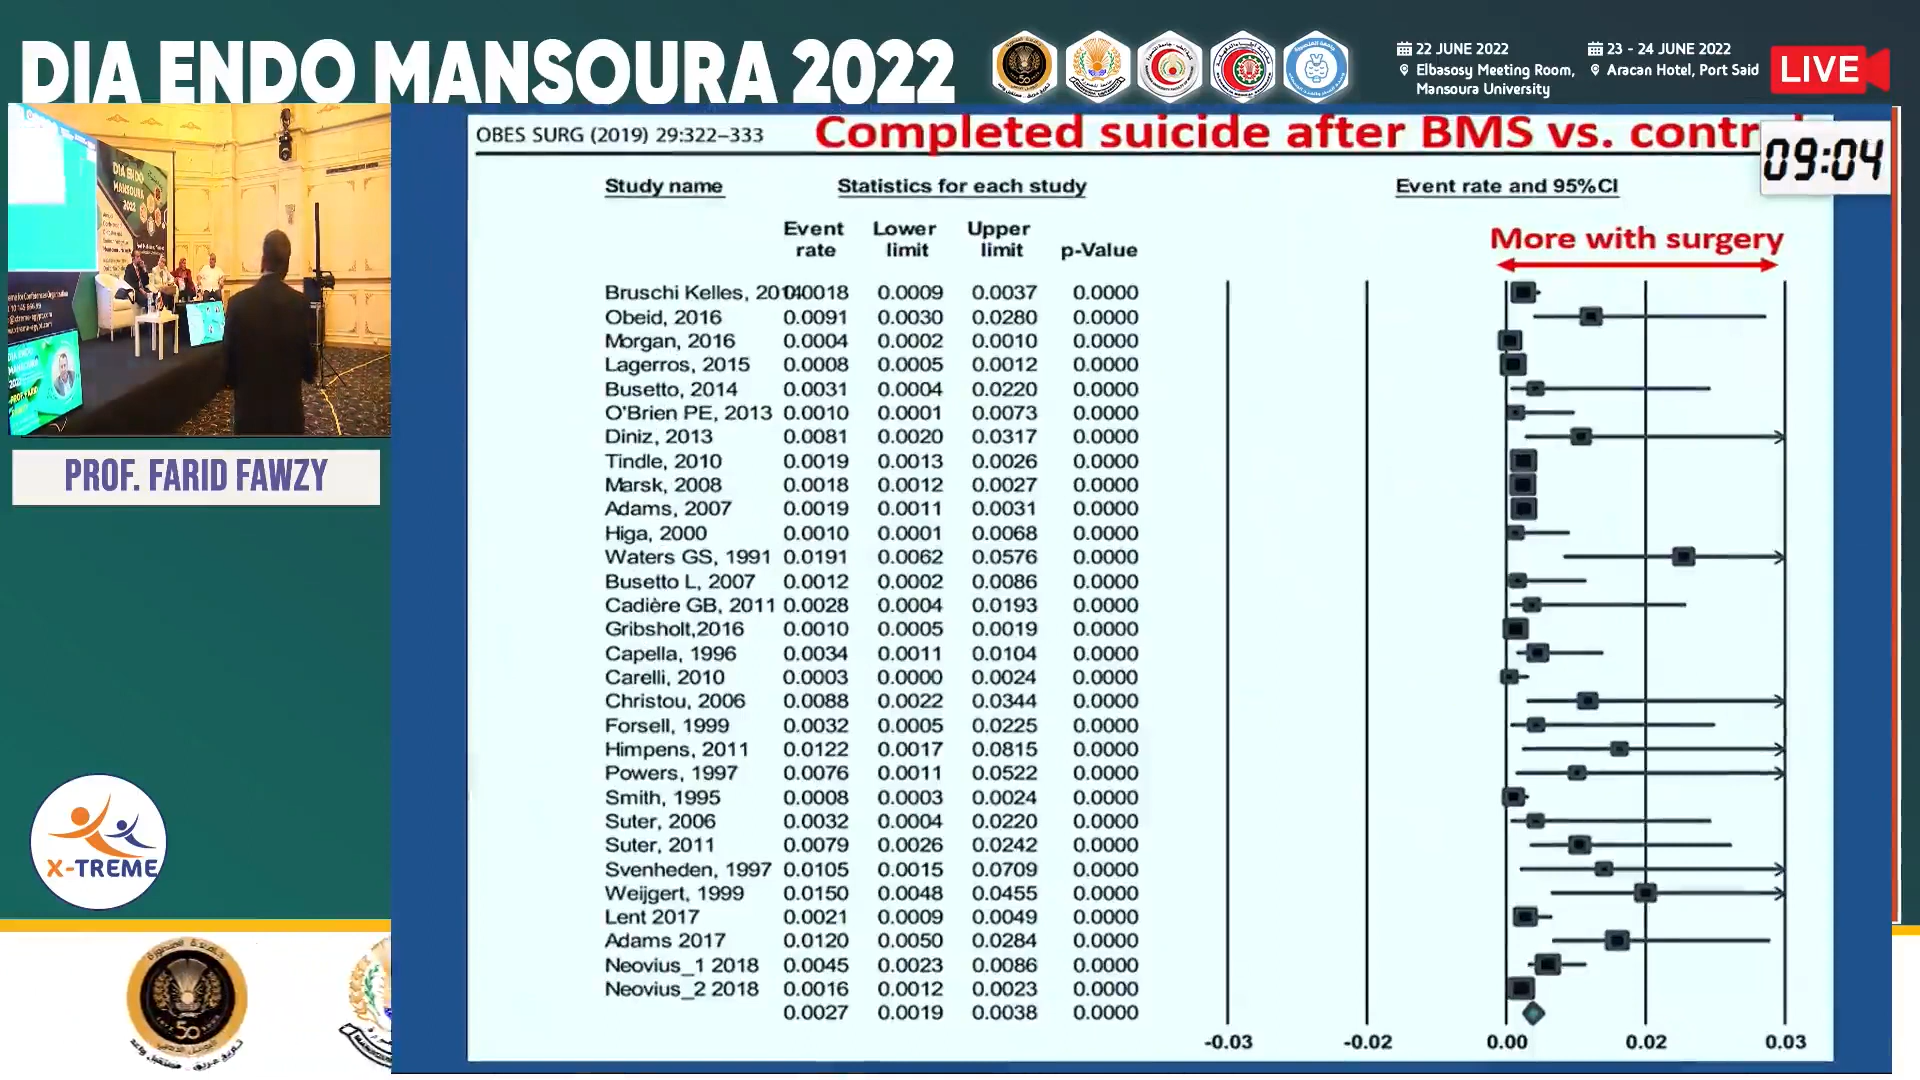 DIA ENDO MANSOURA 2022
22 JUNE 2022
Elbasosy Meeting Room,
Mansoura University
23 - 24 JUNE 2022
Aracan Hotel, Port Said
LIVE
OBES SURG (2019) 29:322–333
Completed suicide after BMS vs. contr
09:04
Study name Statistics for each study Event rate and 95%CI
Event rate Lower limit Upper limit p-Value
More with surgery
Bruschi Kelles, 2014 0.0018 0.0009 0.0037 0.0000
Obeid, 2016 0.0091 0.0030 0.0280 0.0000
Morgan, 2016 0.0004 0.0002 0.0010 0.0000
Lagerros, 2015 0.0008 0.0005 0.0012 0.0000
Busetto, 2014 0.0031 0.0004 0.0220 0.0000
O'Brien PE, 2013 0.0010 0.0001 0.0073 0.0000
Diniz, 2013 0.0081 0.0020 0.0317 0.0000
Tindle, 2010 0.0019 0.0013 0.0026 0.0000
Marsk, 2008 0.0018 0.0012 0.0027 0.0000
Adams, 2007 0.0019 0.0011 0.0031 0.0000
Higa, 2000 0.0010 0.0001 0.0068 0.0000
Waters GS, 1991 0.0191 0.0062 0.0576 0.0000
Busetto L, 2007 0.0012 0.0002 0.0086 0.0000
Cadière GB, 2011 0.0028 0.0004 0.0193 0.0000
Gribsholt,2016 0.0010 0.0005 0.0019 0.0000
Capella, 1996 0.0034 0.0011 0.0104 0.0000
Carelli, 2010 0.0003 0.0000 0.0024 0.0000
Christou, 2006 0.0088 0.0022 0.0344 0.0000
Forsell, 1999 0.0032 0.0005 0.0225 0.0000
Himpens, 2011 0.0122 0.0017 0.0815 0.0000
Powers, 1997 0.0076 0.0011 0.0522 0.0000
Smith, 1995 0.0008 0.0003 0.0024 0.0000
Suter, 2006 0.0032 0.0004 0.0220 0.0000
Suter, 2011 0.0079 0.0026 0.0242 0.0000
Svenheden, 1997 0.0105 0.0015 0.0709 0.0000
Weijgert, 1999 0.0150 0.0048 0.0455 0.0000
Lent 2017 0.0021 0.0009 0.0049 0.0000
Adams 2017 0.0120 0.0050 0.0284 0.0000
Neovius_1 2018 0.0045 0.0023 0.0086 0.0000
Neovius_2 2018 0.0016 0.0012 0.0023 0.0000
0.0027 0.0019 0.0038 0.0000
-0.03 -0.02 0.00 0.02 0.03
DIA ENDO
MANSOURA
2022
PROF. FARID FAWZY
X-TREME
50